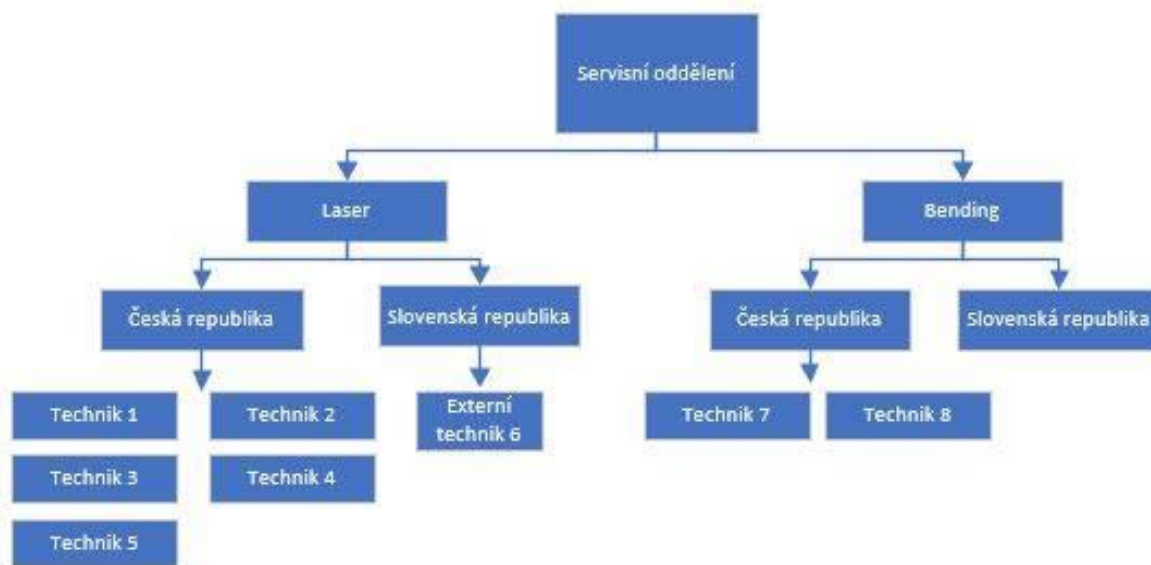 Servisní oddělení
Laser
Bending
Česká republika
Slovenská republika
Česká republika
Slovenská republika
Technik 1
Technik 2
Externí
technik 6
Technik 7
Technik 8
Technik 3
Technik 4
Technik 5